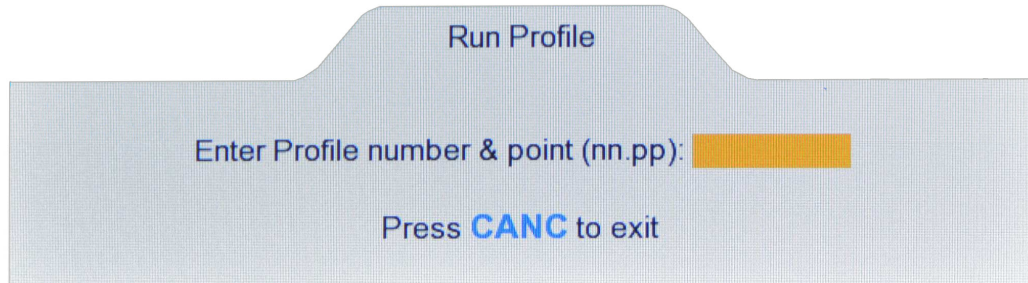 Run Profile
Enter Profile number & point (nn.pp):
Press CANC to exit